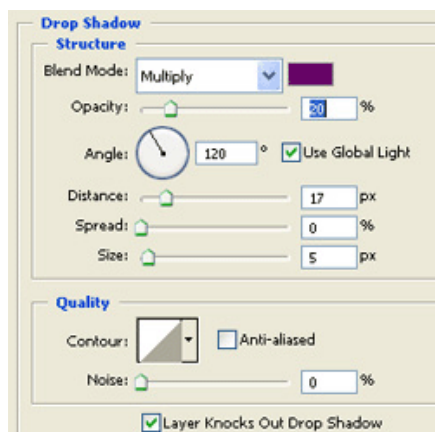 Drop Shadow
Structure
Blend Mode: Multiply
Opacity: 20 %
Angle: 120 ° Use Global Light
Distance: 17 px
Spread: 0 %
Size: 5 px
Quality
Contour: Anti-aliased
Noise: 0 %
Layer Knocks Out Drop Shadow